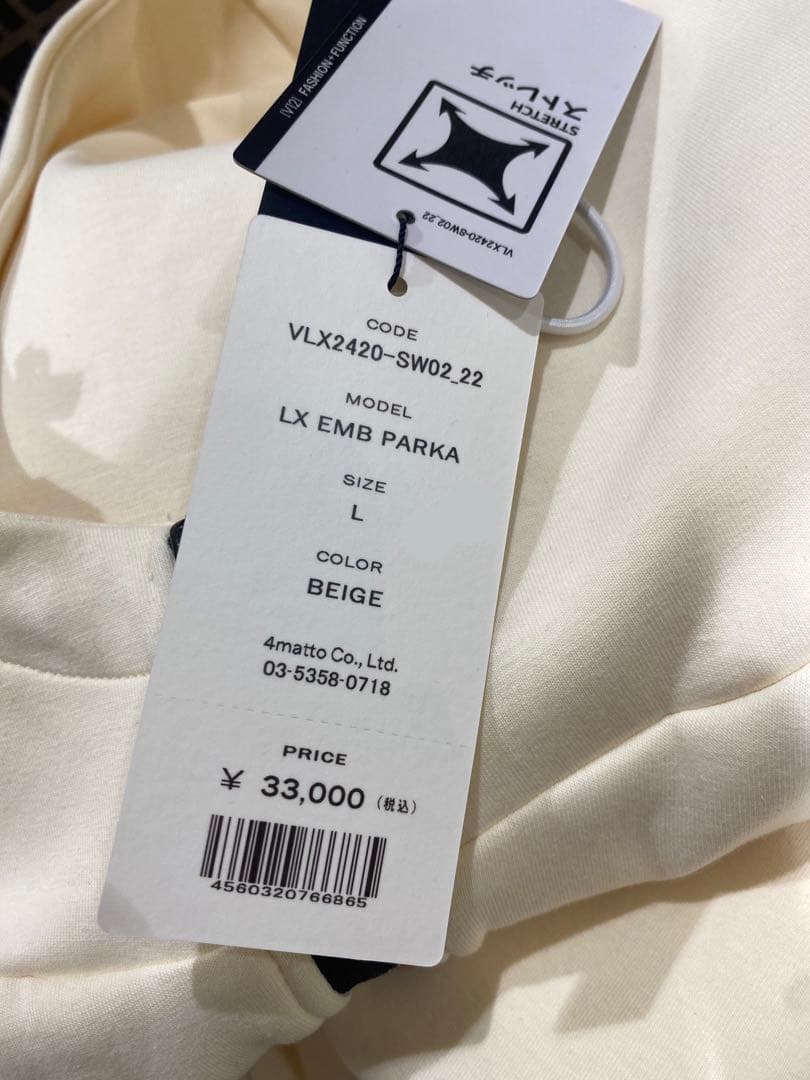 [V12] FASHION+FUNCTION
STRETCH
ストレッチ
VLX2420-SW02_22
CODE
VLX2420-SW02_22
MODEL
LX EMB PARKA
SIZE
L
COLOR
BEIGE
4matto Co., Ltd.
03-5358-0718
PRICE
¥ 33,000 (税込)
4560320766865